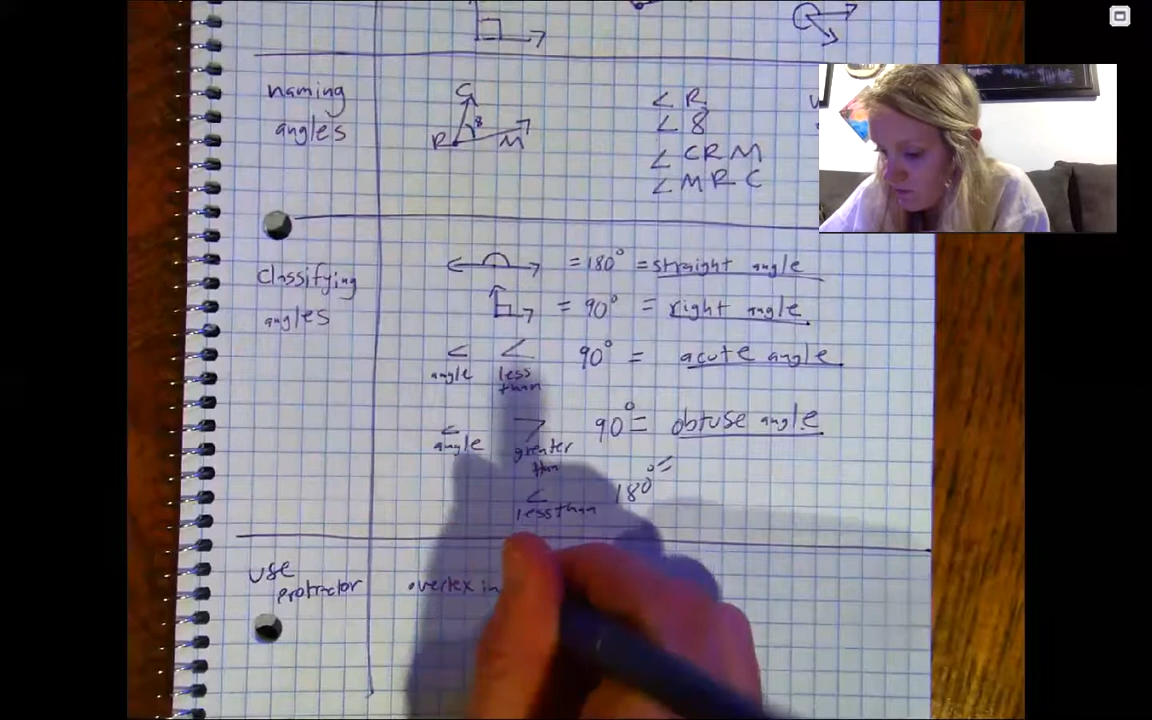 naming
angles
C
8
R
M
< R
< 8
< CRM
< MRC
Classifying
angles
= 180° = straight angle
= 90° = right angle
< < 90° = acute angle
angle less
than
< > 90° = obtuse angle
angle greater
than
< 180° =
less than
use
protractor
• vertex in